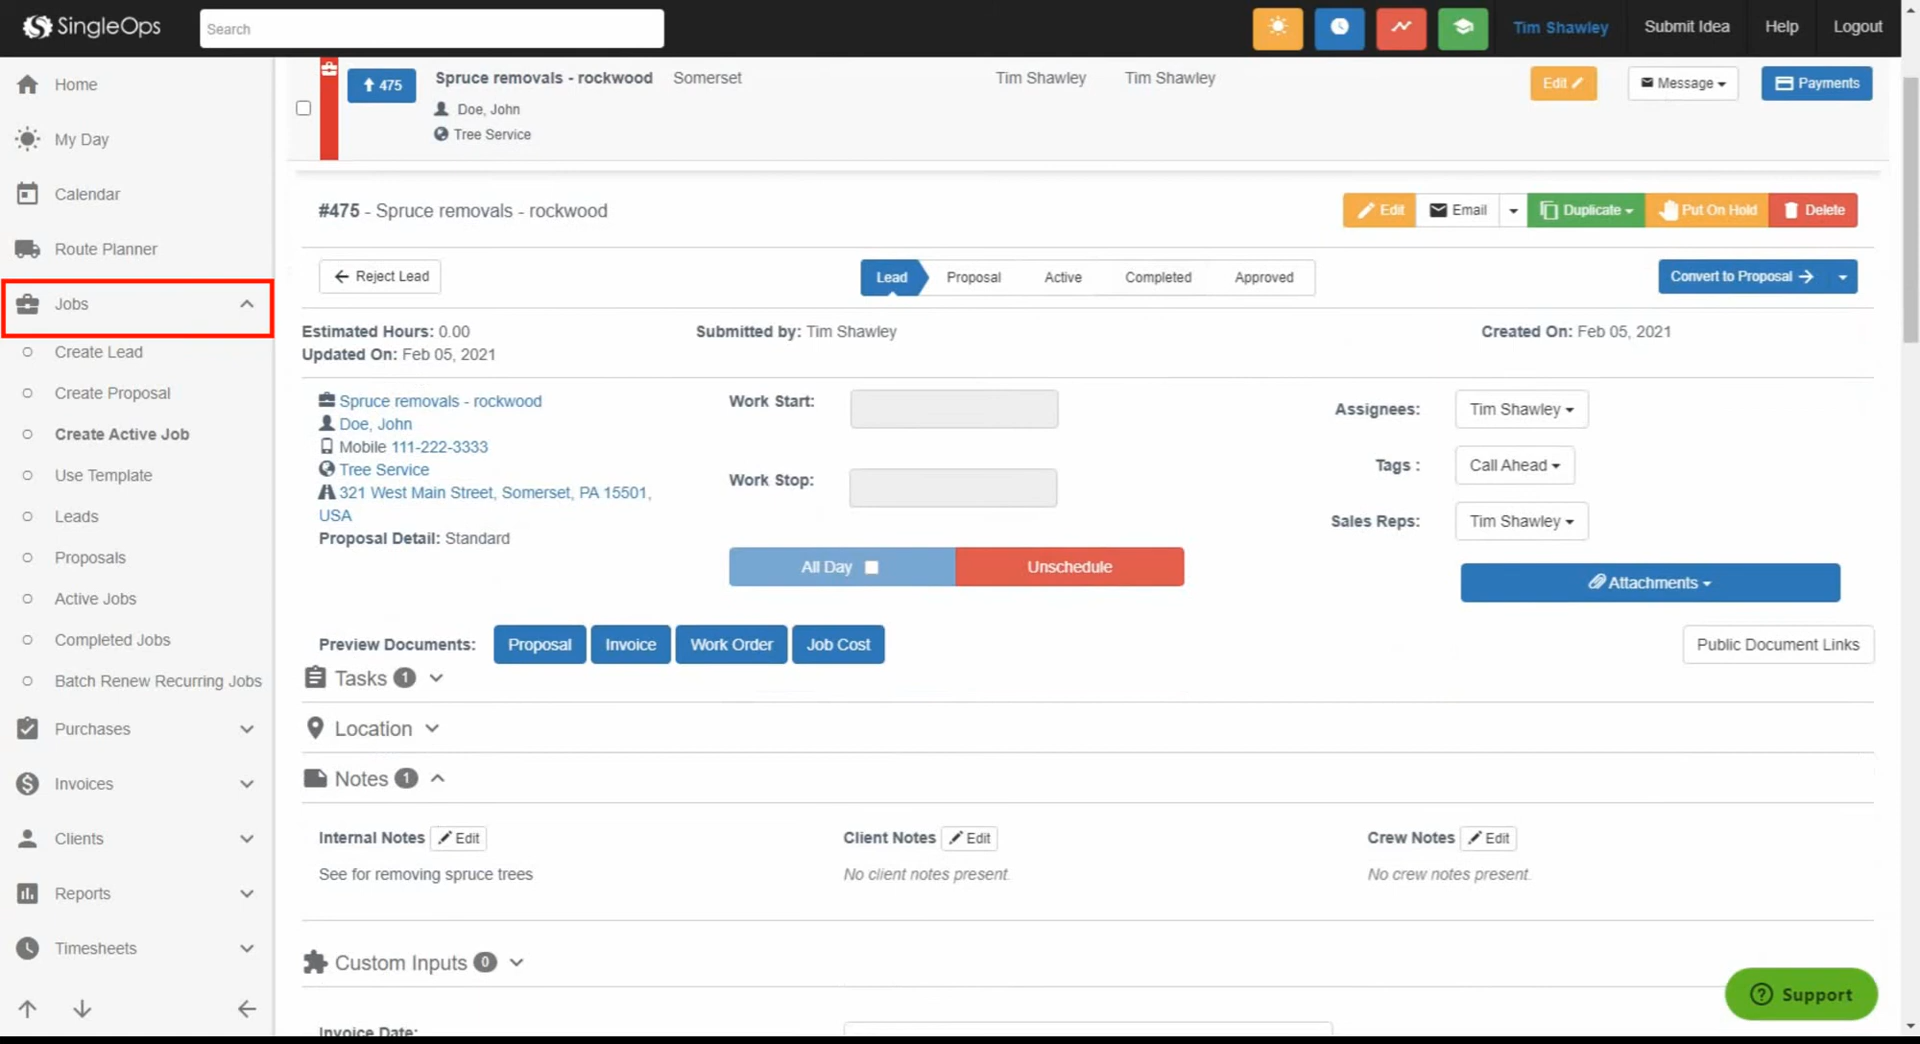 SingleOps
Search
Tim Shawley
Submit Idea
Help
Logout
Home
My Day
Calendar
Route Planner
Jobs
Create Lead
Create Proposal
Create Active Job
Use Template
Leads
Proposals
Active Jobs
Completed Jobs
Batch Renew Recurring Jobs
Purchases
Invoices
Clients
Reports
Timesheets
475
Spruce removals - rockwood
Somerset
Tim Shawley
Tim Shawley
Edit
Message
Payments
Doe, John
Tree Service
#475 - Spruce removals - rockwood
Edit
Email
Duplicate
Put On Hold
Delete
Reject Lead
Lead
Proposal
Active
Completed
Approved
Convert to Proposal
Estimated Hours: 0.00
Submitted by: Tim Shawley
Created On: Feb 05, 2021
Updated On: Feb 05, 2021
Spruce removals - rockwood
Doe, John
Mobile 111-222-3333
Tree Service
321 West Main Street, Somerset, PA 15501,
USA
Proposal Detail: Standard
Work Start:
Work Stop:
All Day
Unschedule
Assignees:
Tim Shawley
Tags :
Call Ahead
Sales Reps:
Tim Shawley
Attachments
Preview Documents:
Proposal
Invoice
Work Order
Job Cost
Public Document Links
Tasks 1
Location
Notes 1
Internal Notes
Edit
Client Notes
Edit
Crew Notes
Edit
See for removing spruce trees
No client notes present.
No crew notes present.
Custom Inputs 0
Invoice Date:
Support